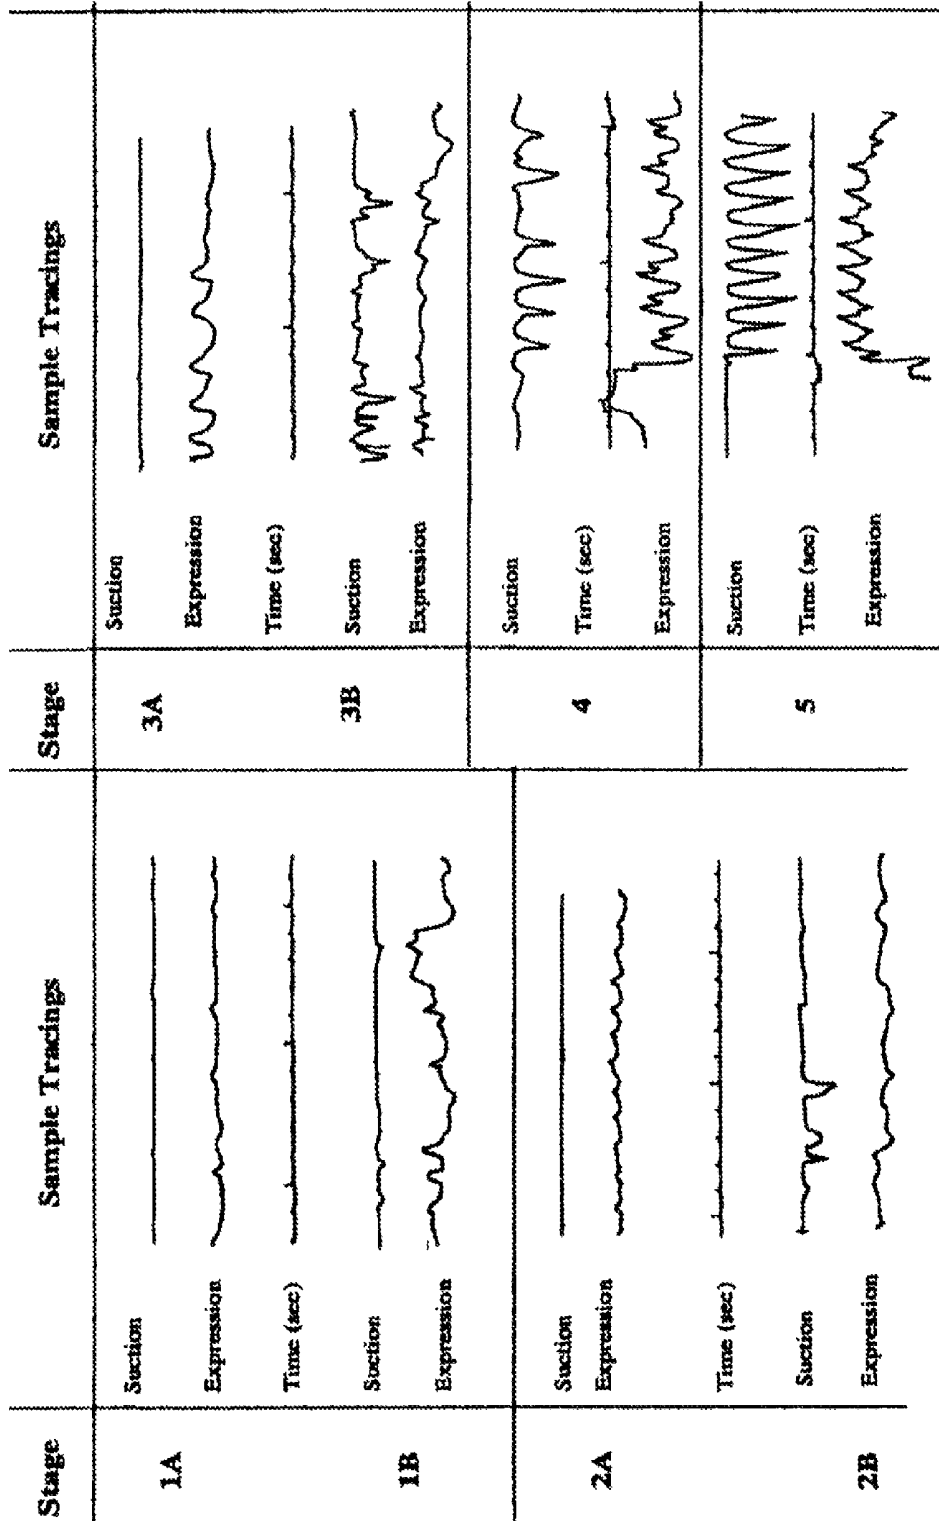 Stage
Sample Tracings
1A
Suction
Expression
Time (sec)
1B
Suction
Expression
2A
Suction
Expression
Time (sec)
2B
Suction
Expression
Stage
Sample Tracings
3A
Suction
Expression
Time (sec)
3B
Suction
Expression
4
Suction
Time (sec)
Expression
5
Suction
Time (sec)
Expression